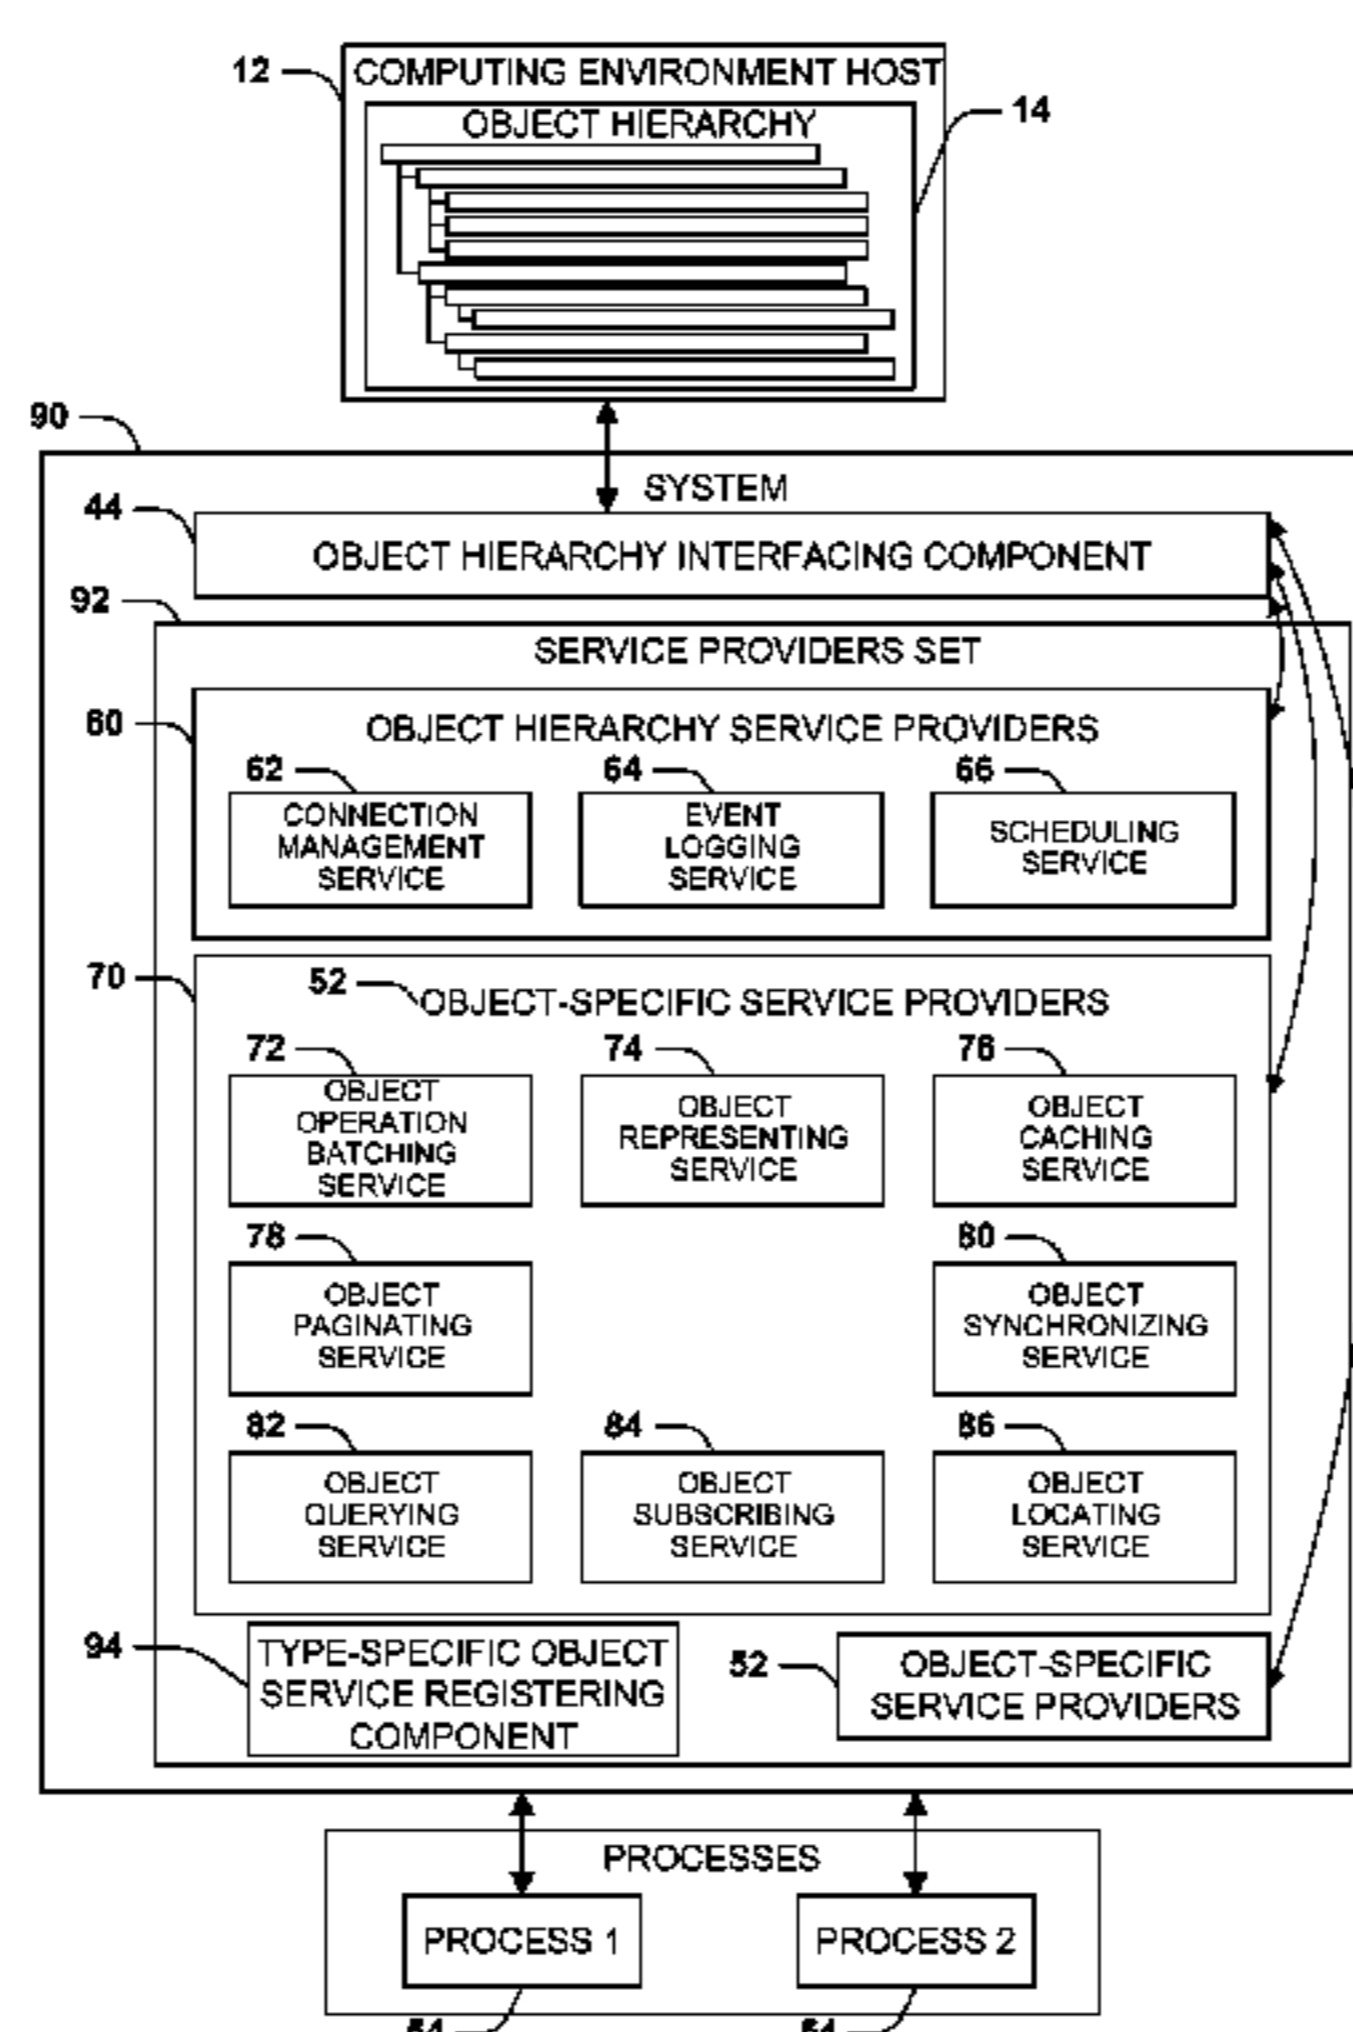 12
COMPUTING ENVIRONMENT HOST
OBJECT HIERARCHY
14
90
SYSTEM
44
OBJECT HIERARCHY INTERFACING COMPONENT
92
SERVICE PROVIDERS SET
60
OBJECT HIERARCHY SERVICE PROVIDERS
62
CONNECTION
MANAGEMENT
SERVICE
64
EVENT
LOGGING
SERVICE
66
SCHEDULING
SERVICE
70
52
OBJECT-SPECIFIC SERVICE PROVIDERS
72
OBJECT
OPERATION
BATCHING
SERVICE
74
OBJECT
REPRESENTING
SERVICE
76
OBJECT
CACHING
SERVICE
78
OBJECT
PAGINATING
SERVICE
80
OBJECT
SYNCHRONIZING
SERVICE
82
OBJECT
QUERYING
SERVICE
84
OBJECT
SUBSCRIBING
SERVICE
86
OBJECT
LOCATING
SERVICE
94
TYPE-SPECIFIC OBJECT
SERVICE REGISTERING
COMPONENT
52
OBJECT-SPECIFIC
SERVICE PROVIDERS
PROCESSES
PROCESS 1
PROCESS 2